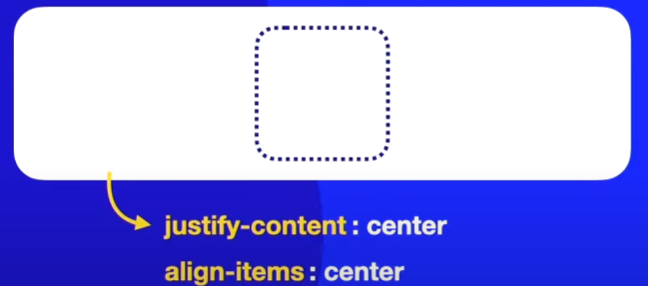 justify-content : center
align-items : center